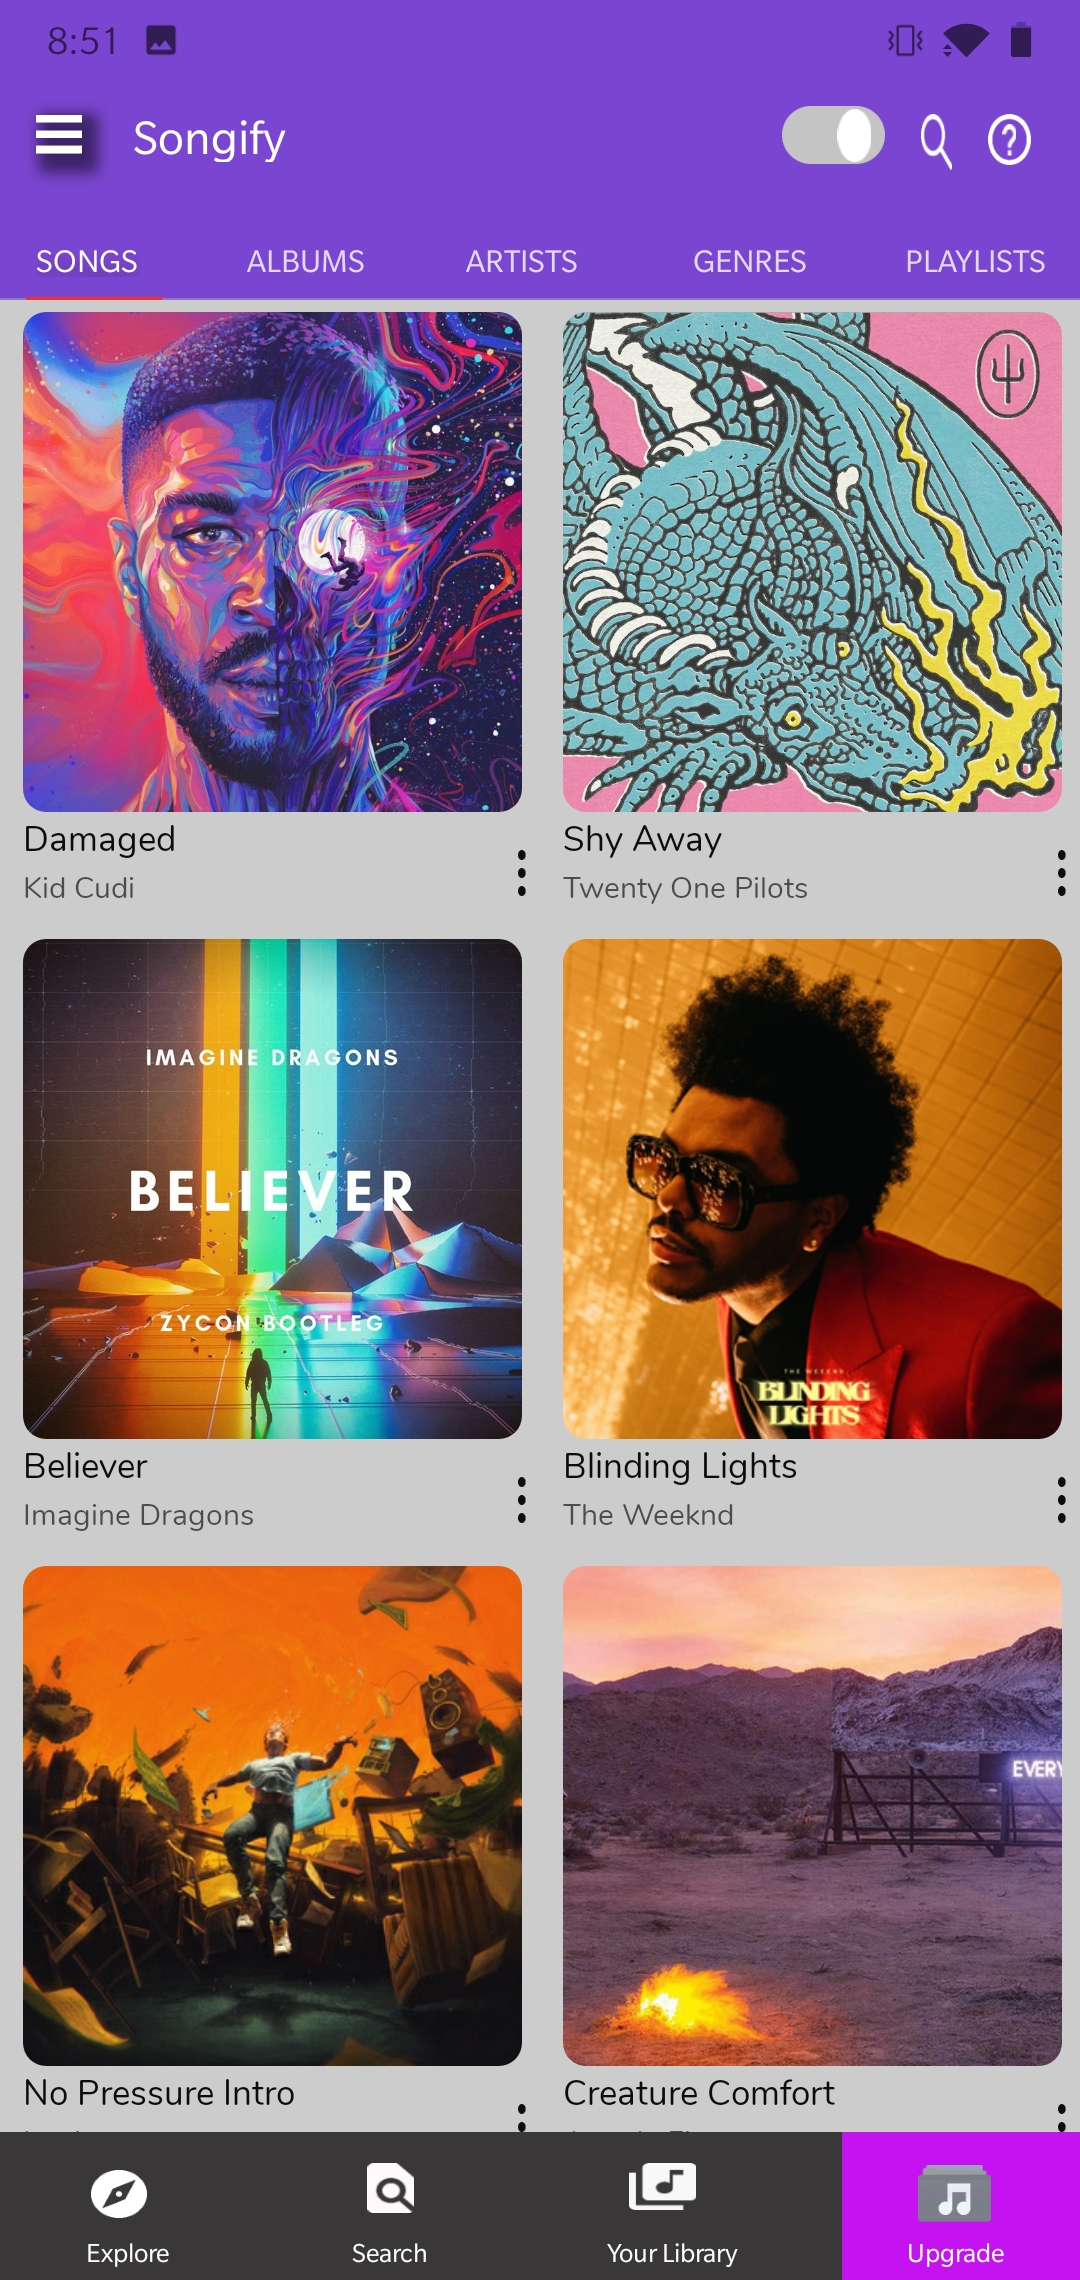 8:51
Songify
SONGS ALBUMS ARTISTS GENRES PLAYLISTS
Damaged
Kid Cudi
Shy Away
Twenty One Pilots
IMAGINE DRAGONS
BELIEVER
ZYCON BOOTLEG
THE WEEKND
BLINDING
LIGHTS
Believer
Imagine Dragons
Blinding Lights
The Weeknd
EVERY
No Pressure Intro
Creature Comfort
Explore
Search
Your Library
Upgrade